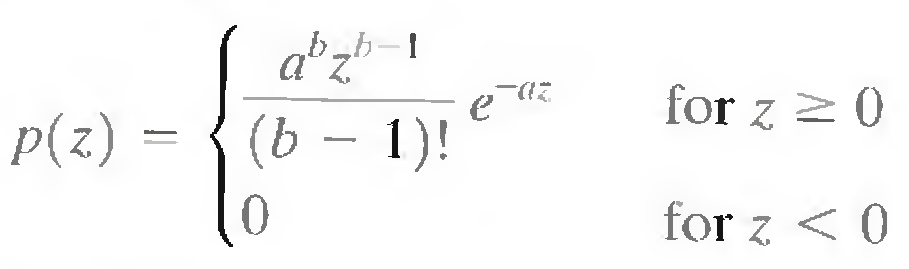 p(z) = { a^b z^{b-1} / (b - 1)! e^{-az} for z ≥ 0
0 for z < 0